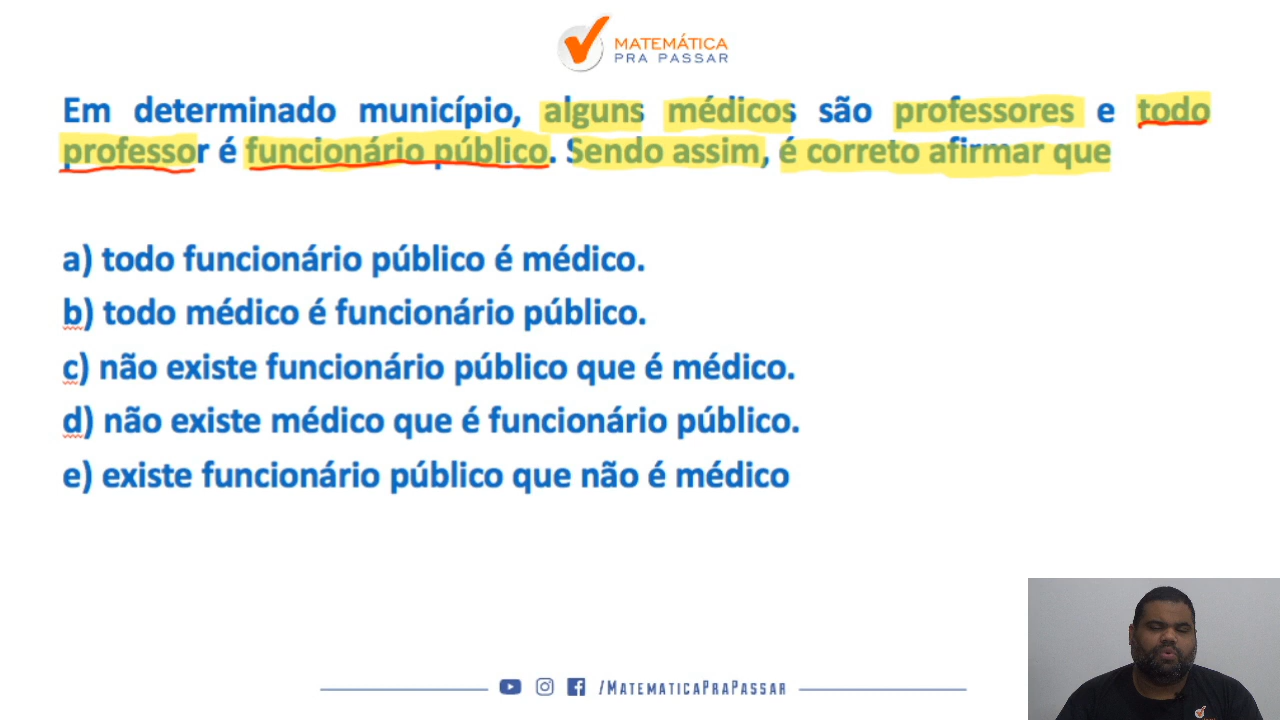 MATEMÁTICA
PRA PASSAR
Em determinado município, alguns médicos são professores e todo
professor é funcionário público. Sendo assim, é correto afirmar que
a) todo funcionário público é médico.
b) todo médico é funcionário público.
c) não existe funcionário público que é médico.
d) não existe médico que é funcionário público.
e) existe funcionário público que não é médico
/MATEMATICAPRAPASSAR